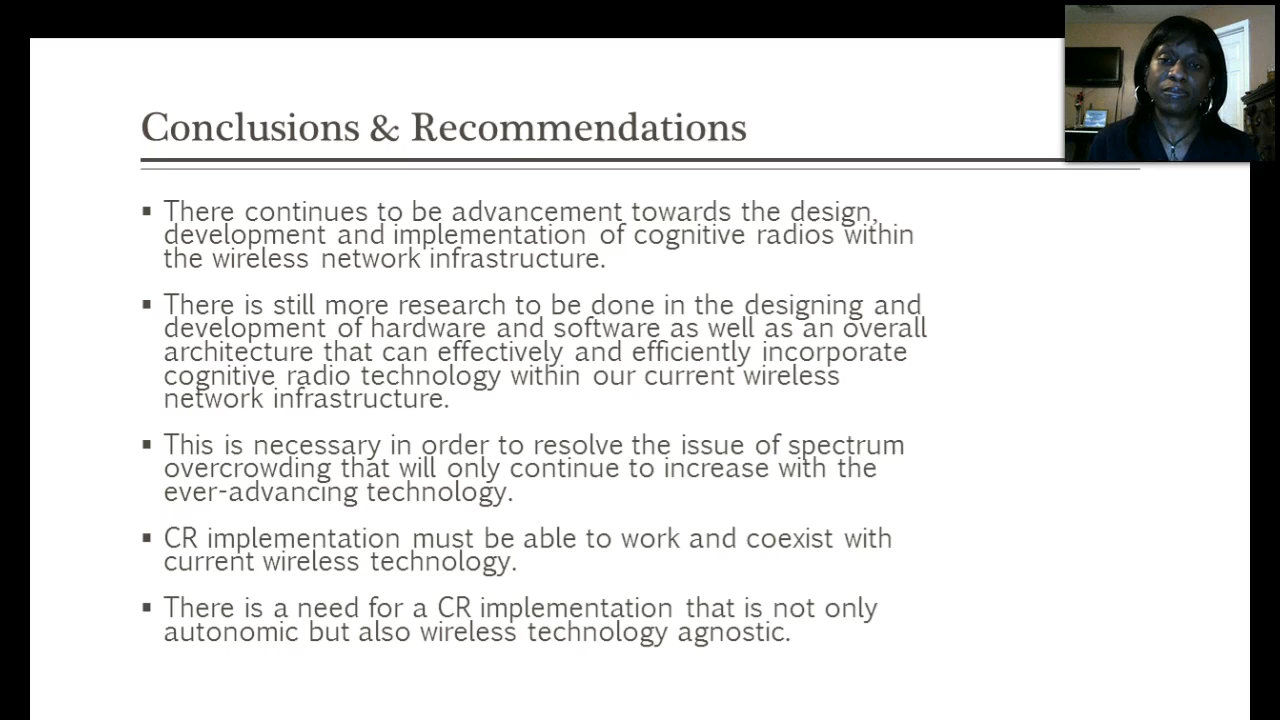 Conclusions & Recommendations
▪ There continues to be advancement towards the design,
development and implementation of cognitive radios within
the wireless network infrastructure.
▪ There is still more research to be done in the designing and
development of hardware and software as well as an overall
architecture that can effectively and efficiently incorporate
cognitive radio technology within our current wireless
network infrastructure.
▪ This is necessary in order to resolve the issue of spectrum
overcrowding that will only continue to increase with the
ever-advancing technology.
▪ CR implementation must be able to work and coexist with
current wireless technology.
▪ There is a need for a CR implementation that is not only
autonomic but also wireless technology agnostic.